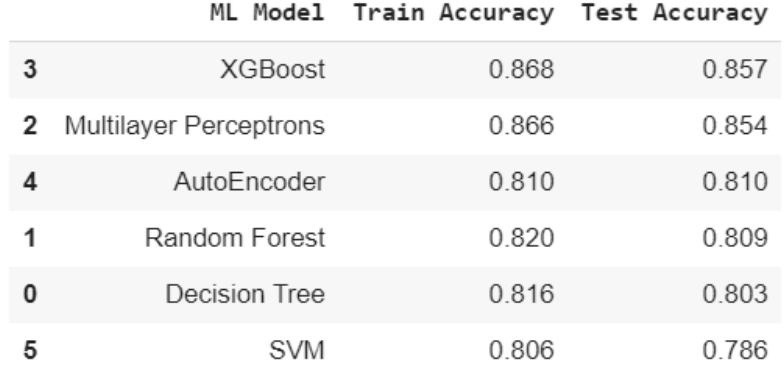 ML Model Train Accuracy Test Accuracy
3 XGBoost 0.868 0.857
2 Multilayer Perceptrons 0.866 0.854
4 AutoEncoder 0.810 0.810
1 Random Forest 0.820 0.809
0 Decision Tree 0.816 0.803
5 SVM 0.806 0.786